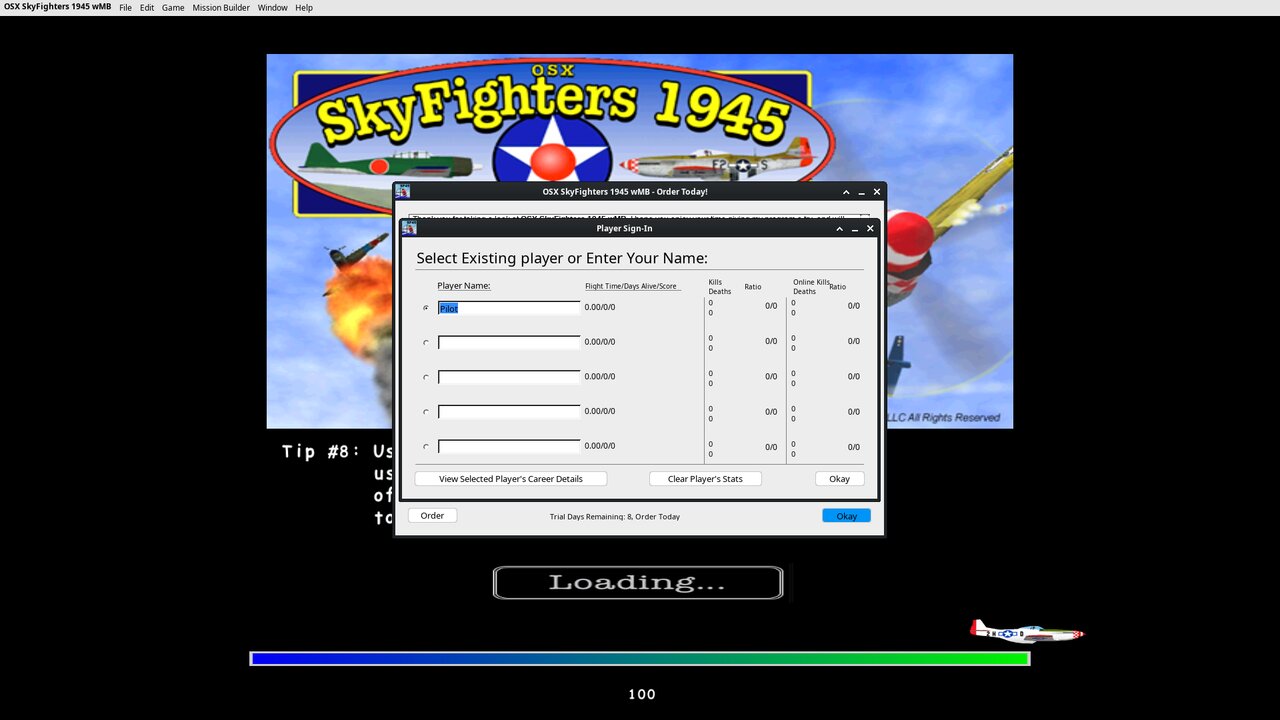 OSX SkyFighters 1945 wMB File Edit Game Mission Builder Window Help
OSX
SkyFighters 1945
F2 S
OSX SkyFighters 1945 wMB - Order Today!
Player Sign-In
Select Existing player or Enter Your Name:
Player Name: Flight Time/Days Alive/Score Kills Deaths Ratio Online Kills Deaths Ratio
Pilot 0.00/0/0 0 0 0/0 0 0 0/0
0.00/0/0 0 0 0/0 0 0 0/0
0.00/0/0 0 0 0/0 0 0 0/0
0.00/0/0 0 0 0/0 0 0 0/0
0.00/0/0 0 0 0/0 0 0 0/0
View Selected Player's Career Details Clear Player's Stats Okay
Order Trial Days Remaining: 8, Order Today Okay
LLC All Rights Reserved
Tip #8: Us
us
of
to
Loading...
100